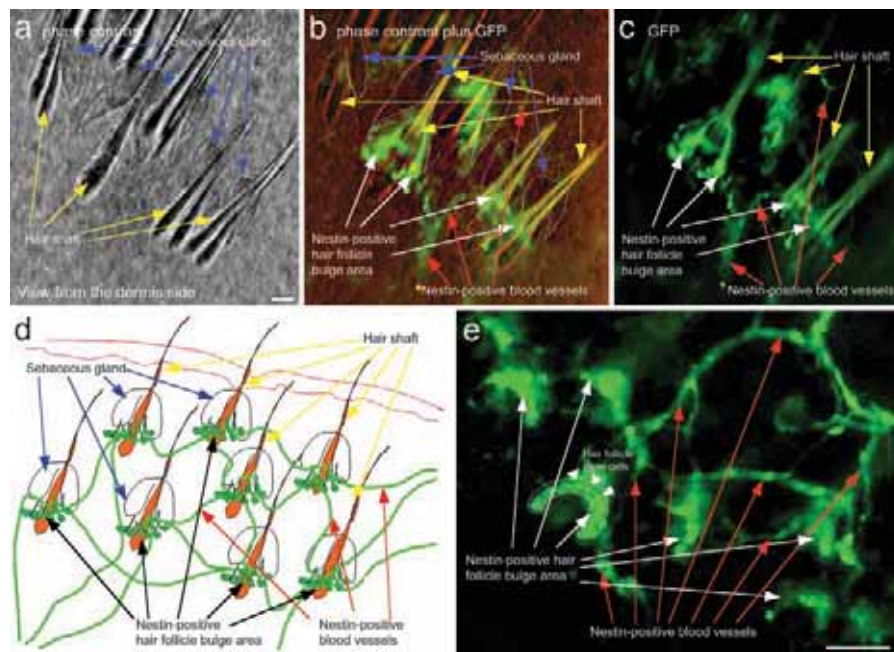 a
phase contrast
Sebaceous gland
Hair shaft
View from the dermis side
b
phase contrast plus GFP
Sebaceous gland
Hair shaft
Nestin-positive
hair follicle
bulge area
Nestin-positive blood vessels
c
GFP
Hair shaft
Nestin-positive
hair follicle
bulge area
Nestin-positive blood vessels
d
Hair shaft
Sebaceous gland
Nestin-positive
hair follicle bulge area
Nestin-positive
blood vessels
e
Hair follicle
stem cells
Nestin-positive hair
follicle bulge area
Nestin-positive blood vessels